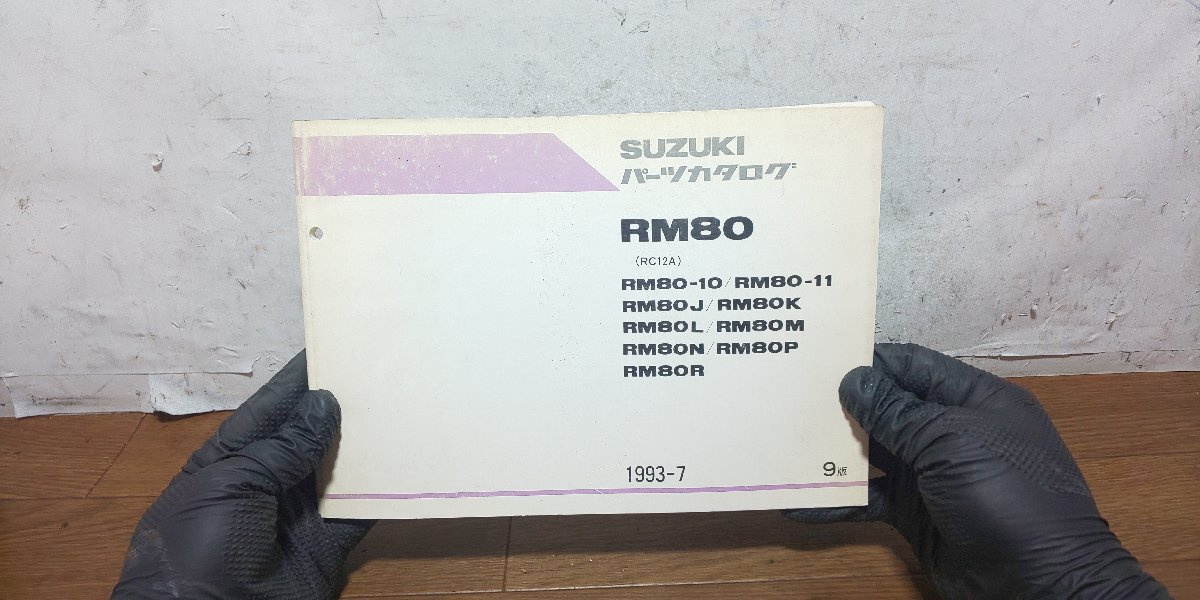 SUZUKI
パーツカタログ
RM80
(RC12A)
RM80-10/RM80-11
RM80J/RM80K
RM80L/RM80M
RM80N/RM80P
RM80R
1993-7
9版